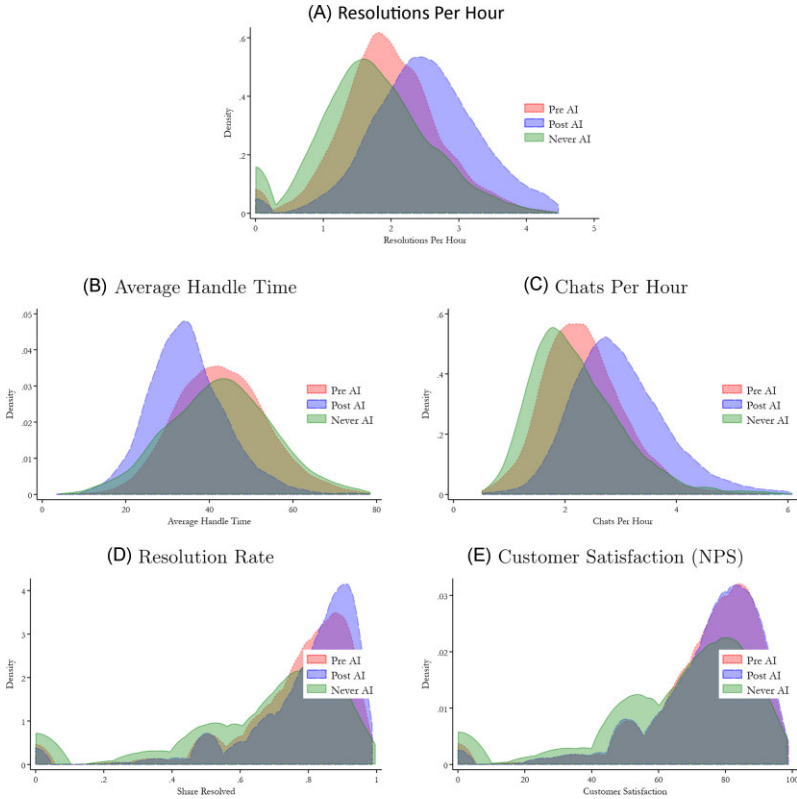 (A) Resolutions Per Hour
.6
.4
.2
0
Density
0 1 2 3 4 5
Resolutions Per Hour
Pre AI
Post AI
Never AI
(B) Average Handle Time
.05
.04
.03
.02
.01
0
Density
0 20 40 60 80
Average Handle Time
Pre AI
Post AI
Never AI
(C) Chats Per Hour
.6
.4
.2
0
Density
0 2 4 6
Chats Per Hour
Pre AI
Post AI
Never AI
(D) Resolution Rate
4
3
2
1
0
Density
0 .2 .4 .6 .8 1
Share Resolved
Pre AI
Post AI
Never AI
(E) Customer Satisfaction (NPS)
.03
.02
.01
0
Density
0 20 40 60 80 100
Customer Satisfaction
Pre AI
Post AI
Never AI